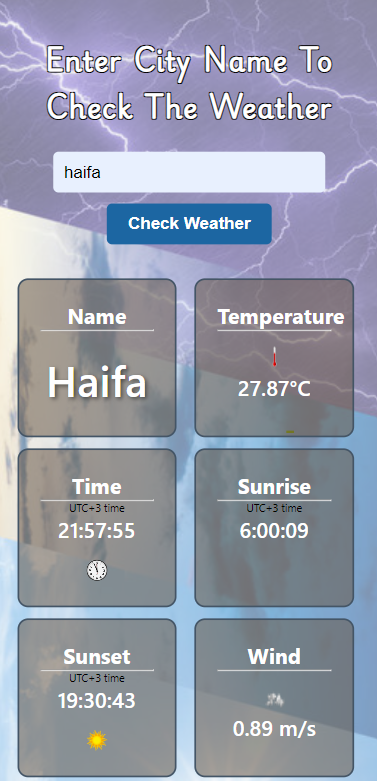 Enter City Name To
Check The Weather
haifa
Check Weather
Name
Haifa
Temperature
27.87°C
Time
UTC+3 time
21:57:55
Sunrise
UTC+3 time
6:00:09
Sunset
UTC+3 time
19:30:43
Wind
0.89 m/s